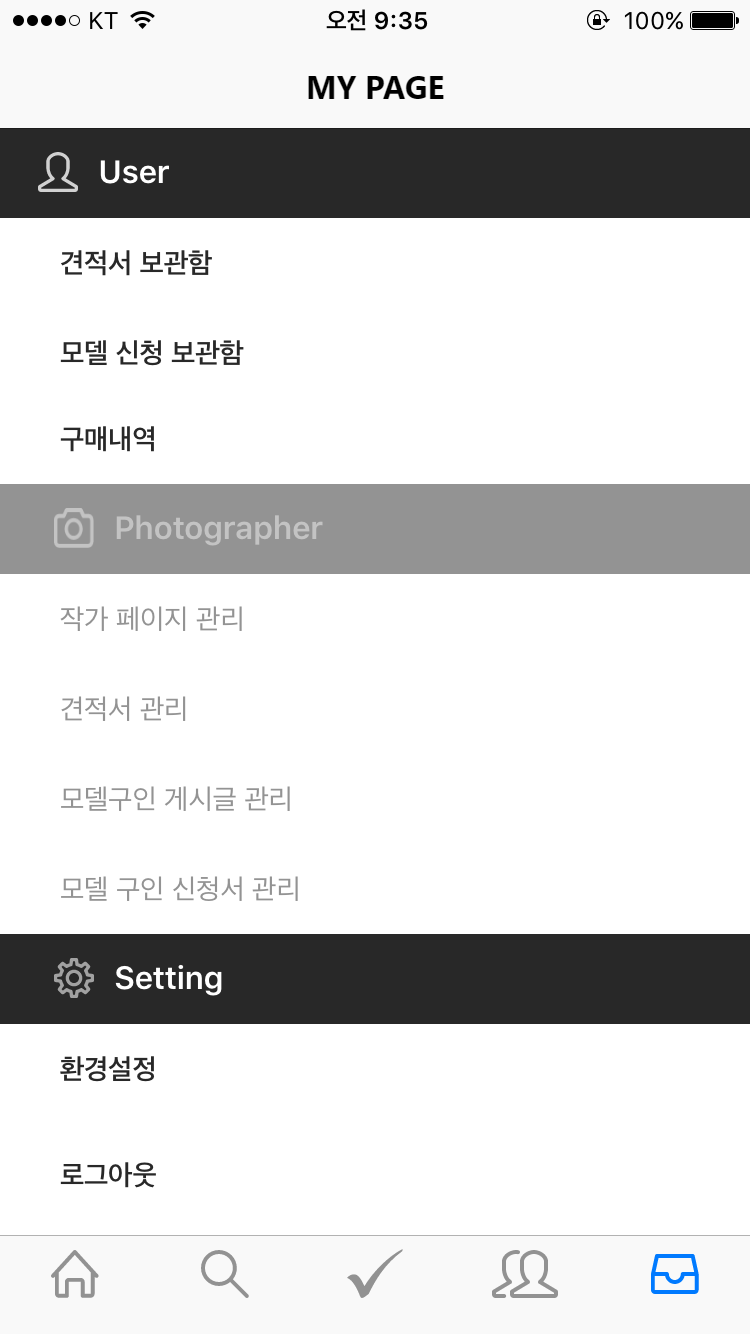 KT 오전 9:35 100%
MY PAGE
User
견적서 보관함
모델 신청 보관함
구매내역
Photographer
작가 페이지 관리
견적서 관리
모델구인 게시글 관리
모델 구인 신청서 관리
Setting
환경설정
로그아웃